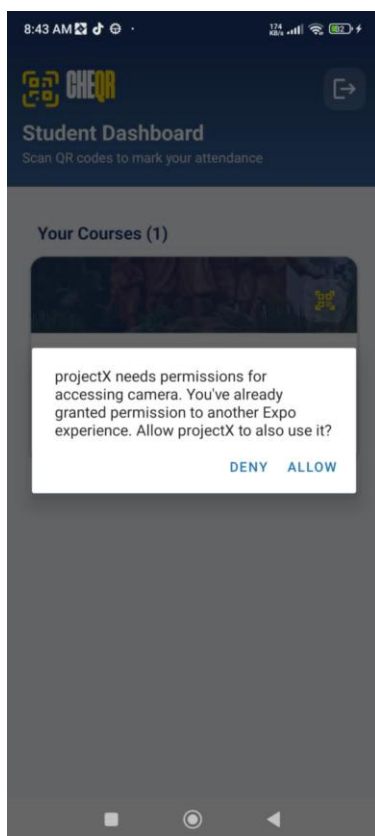 8:43 AM
174
KB/s
82
CHEQR
Student Dashboard
Scan QR codes to mark your attendance
Your Courses (1)
projectX needs permissions for
accessing camera. You've already
granted permission to another Expo
experience. Allow projectX to also use it?
DENY ALLOW